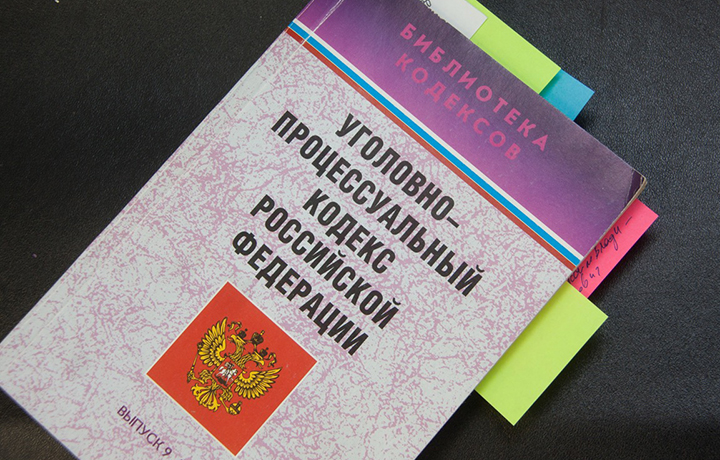 БИБЛИОТЕКА
КОДЕКСОВ
УГОЛОВНО-
ПРОЦЕССУАЛЬНЫЙ
КОДЕКС
РОССИЙСКОЙ
ФЕДЕРАЦИИ
ВЫПУСК 9